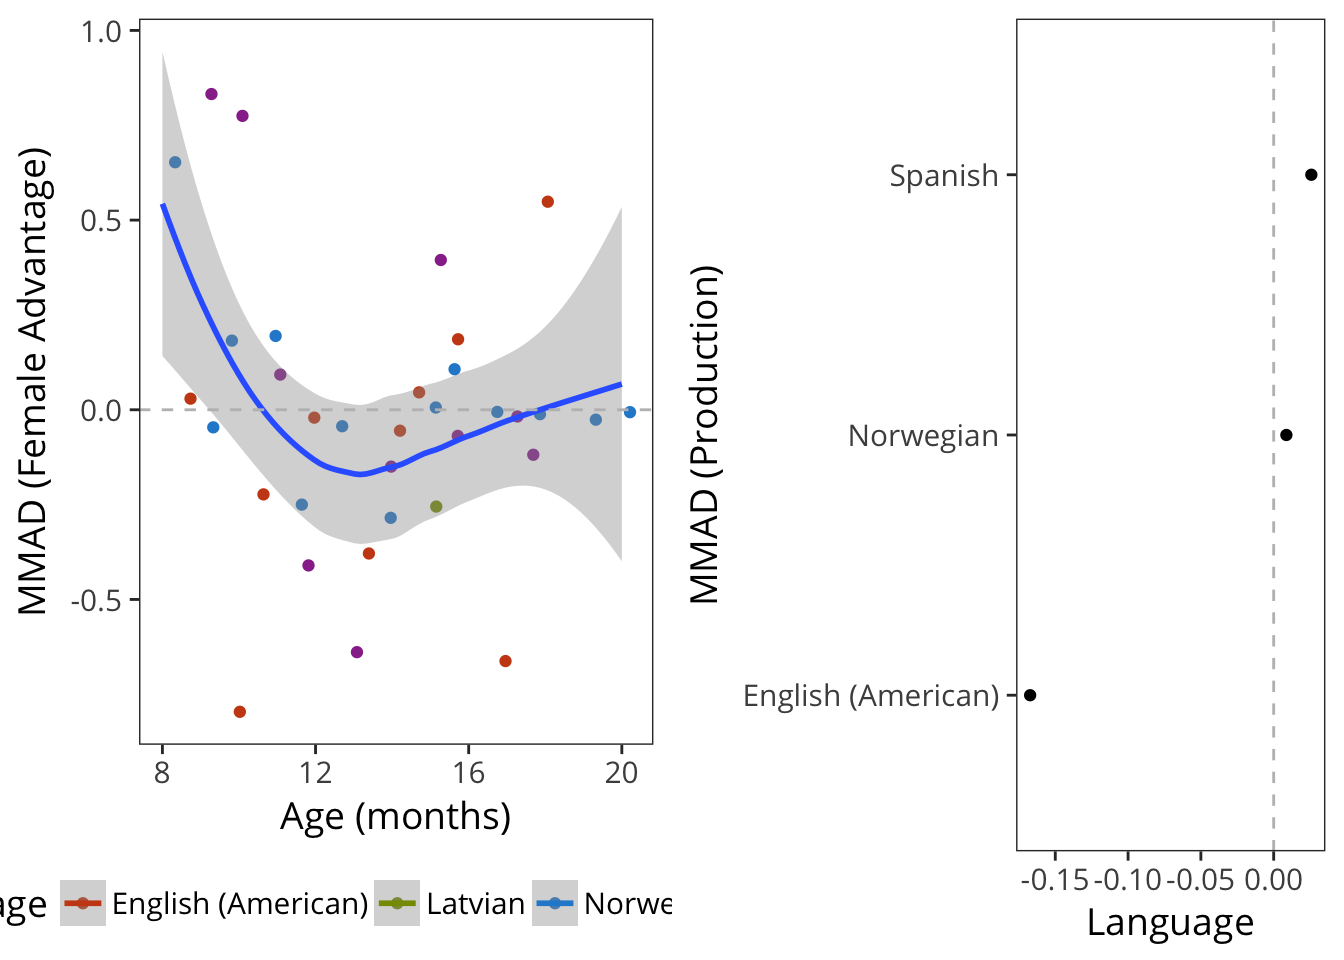 MMAD (Female Advantage)
1.0
0.5
0.0
-0.5
8 12 16 20
Age (months)
age English (American) Latvian Norwe
MMAD (Production)
Spanish
Norwegian
English (American)
-0.15 -0.10 -0.05 0.00
Language